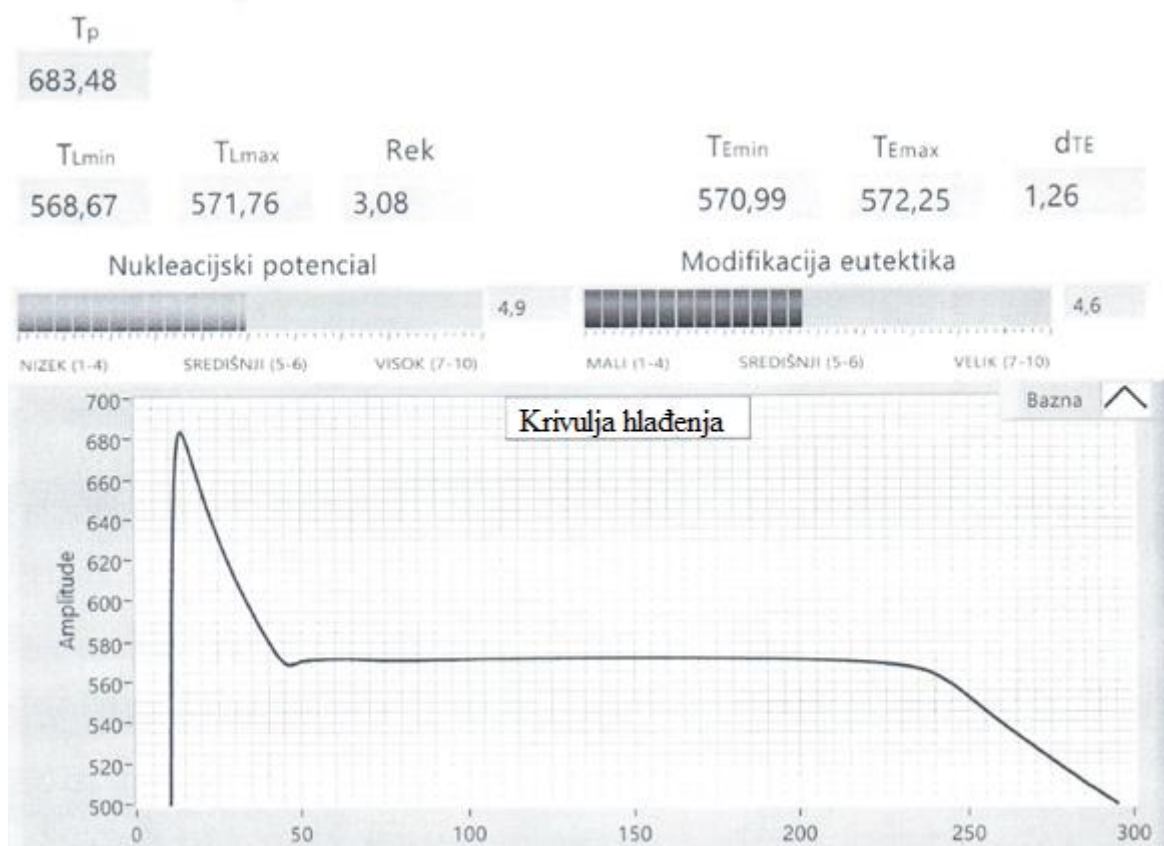 Tp
683,48
TLmin TLmax Rek TEmin TEmax dTE
568,67 571,76 3,08 570,99 572,25 1,26
Nukleacijski potencial Modifikacija eutektika
4,9 4,6
NIZEK (1-4) SREDIŠNJI (5-6) VISOK (7-10) MALI (1-4) SREDIŠNJI (5-6) VELIK (7-10)
Bazna
Krivulja hlađenja
Amplitude
700
680
660
640
620
600
580
560
540
520
500
0 50 100 150 200 250 300